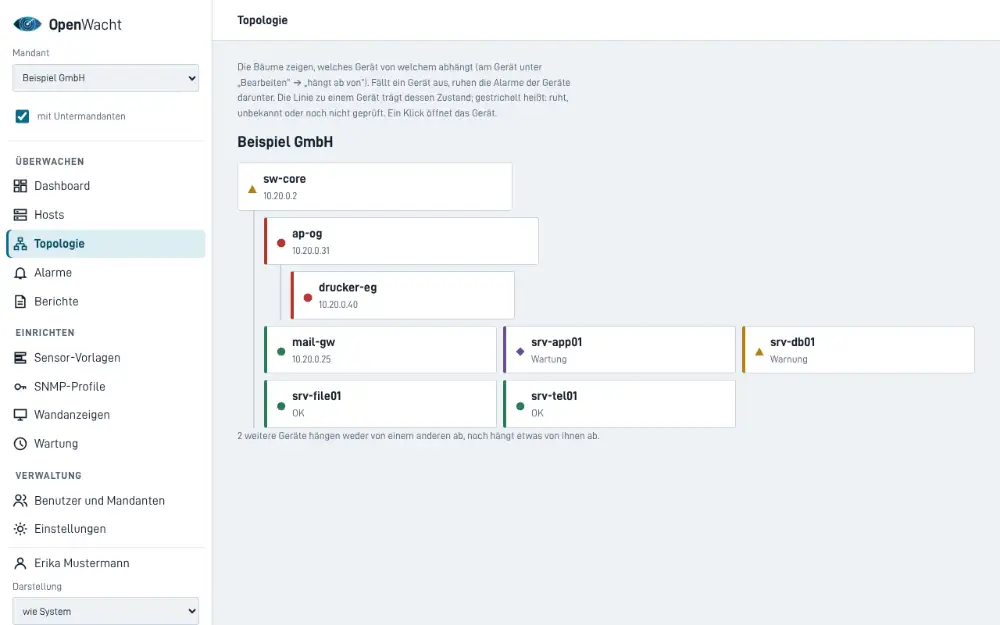 OpenWacht
Mandant
Beispiel GmbH
mit Untermandanten
ÜBERWACHEN
Dashboard
Hosts
Topologie
Alarme
Berichte
EINRICHTEN
Sensor-Vorlagen
SNMP-Profile
Wandanzeigen
Wartung
VERWALTUNG
Benutzer und Mandanten
Einstellungen
Erika Mustermann
Darstellung
wie System
Topologie
Die Bäume zeigen, welches Gerät von welchem abhängt (am Gerät unter
„Bearbeiten“ → „hängt ab von“). Fällt ein Gerät aus, ruhen die Alarme der Geräte
darunter. Die Linie zu einem Gerät trägt dessen Zustand; gestrichelt heißt: ruht,
unbekannt oder noch nicht geprüft. Ein Klick öffnet das Gerät.
Beispiel GmbH
sw-core
10.20.0.2
ap-og
10.20.0.31
drucker-eg
10.20.0.40
mail-gw
10.20.0.25
srv-app01
Wartung
srv-db01
Warnung
srv-file01
OK
srv-tel01
OK
2 weitere Geräte hängen weder von einem anderen ab, noch hängt etwas von ihnen ab.